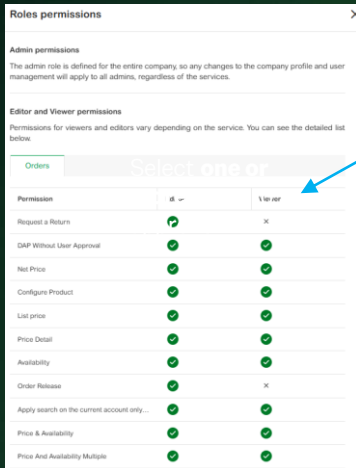 Roles permissions
Admin permissions
The admin role is defined for the entire company, so any changes to the company profile and user
management will apply to all admins, regardless of the services.
Editor and Viewer permissions
Permissions for viewers and editors vary depending on the service. You can see the detailed list
below.
Orders
Select one or
Permission
Request a Return
DAP Without User Approval
Net Price
Configure Product
List price
Price Detail
Availability
Order Release
Apply search on the current account only...
Price & Availability
Price And Availability Multiple